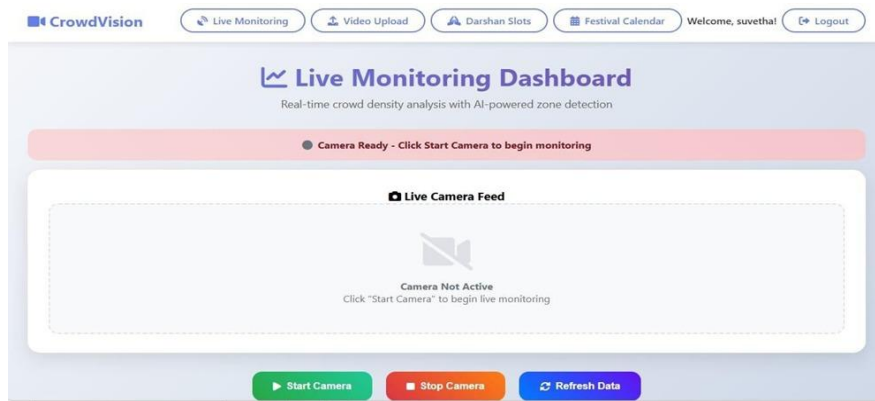 CrowdVision
Live Monitoring
Video Upload
Darshan Slots
Festival Calendar
Welcome, suvetha!
Logout
Live Monitoring Dashboard
Real-time crowd density analysis with AI-powered zone detection
Camera Ready - Click Start Camera to begin monitoring
Live Camera Feed
Camera Not Active
Click "Start Camera" to begin live monitoring
Start Camera
Stop Camera
Refresh Data